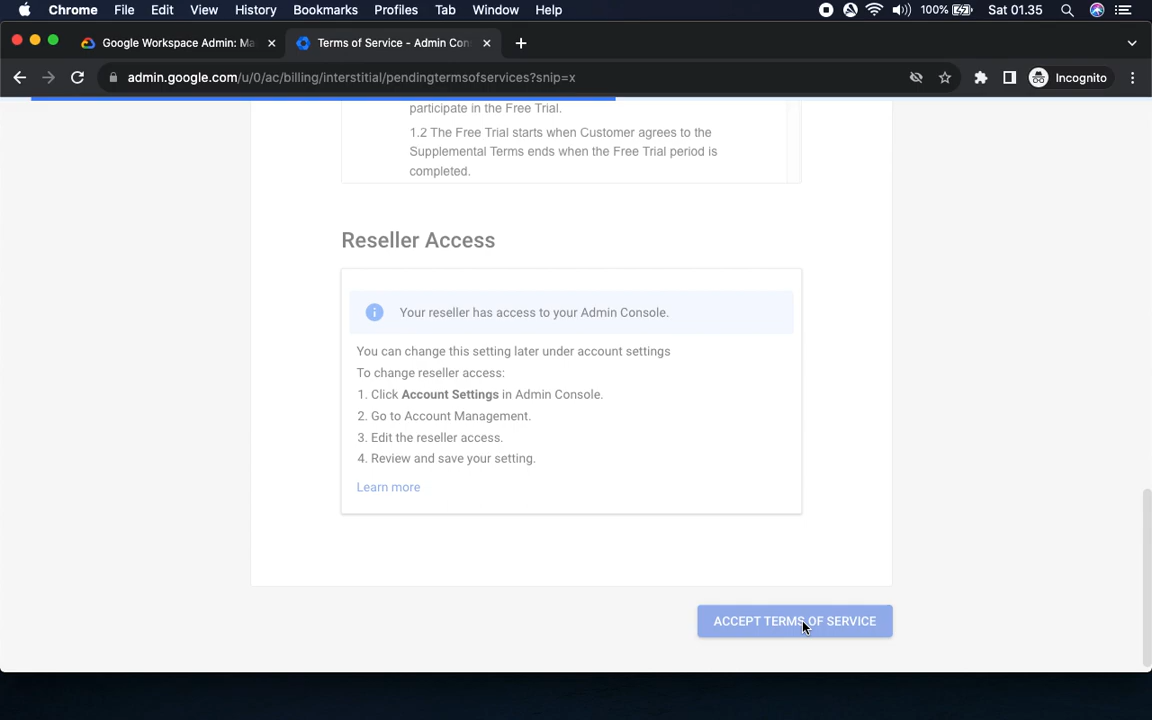 Chrome File Edit View History Bookmarks Profiles Tab Window Help 100% Sat 01.35
Google Workspace Admin: Ma Terms of Service - Admin Con
admin.google.com/u/0/ac/billing/interstitial/pendingtermsofservices?snip=x Incognito
participate in the Free Trial.
1.2 The Free Trial starts when Customer agrees to the
Supplemental Terms ends when the Free Trial period is
completed.
Reseller Access
Your reseller has access to your Admin Console.
You can change this setting later under account settings
To change reseller access:
1. Click Account Settings in Admin Console.
2. Go to Account Management.
3. Edit the reseller access.
4. Review and save your setting.
Learn more
ACCEPT TERMS OF SERVICE